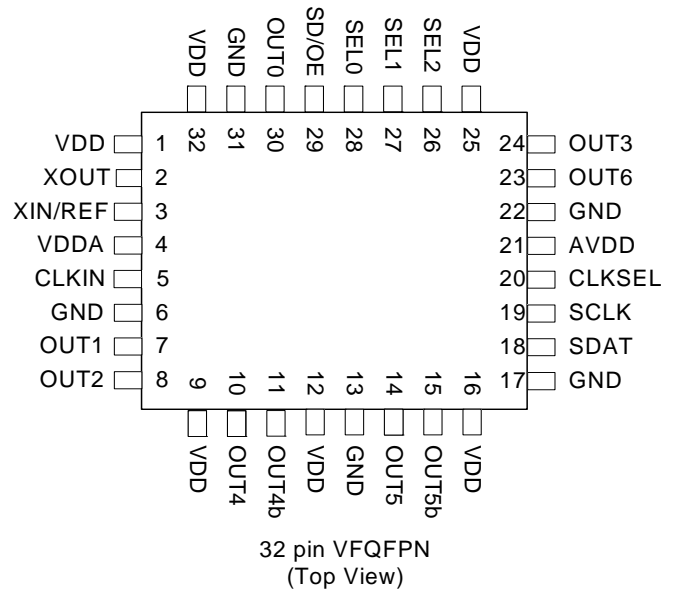 VDD GND OUT0 SD/OE SEL0 SEL1 SEL2 VDD
32 31 30 29 28 27 26 25
VDD 1 24 OUT3
XOUT 2 23 OUT6
XIN/REF 3 22 GND
VDDA 4 21 AVDD
CLKIN 5 20 CLKSEL
GND 6 19 SCLK
OUT1 7 18 SDAT
OUT2 8 17 GND
9 10 11 12 13 14 15 16
VDD OUT4 OUT4b VDD GND OUT5 OUT5b VDD
32 pin VFQFPN
(Top View)